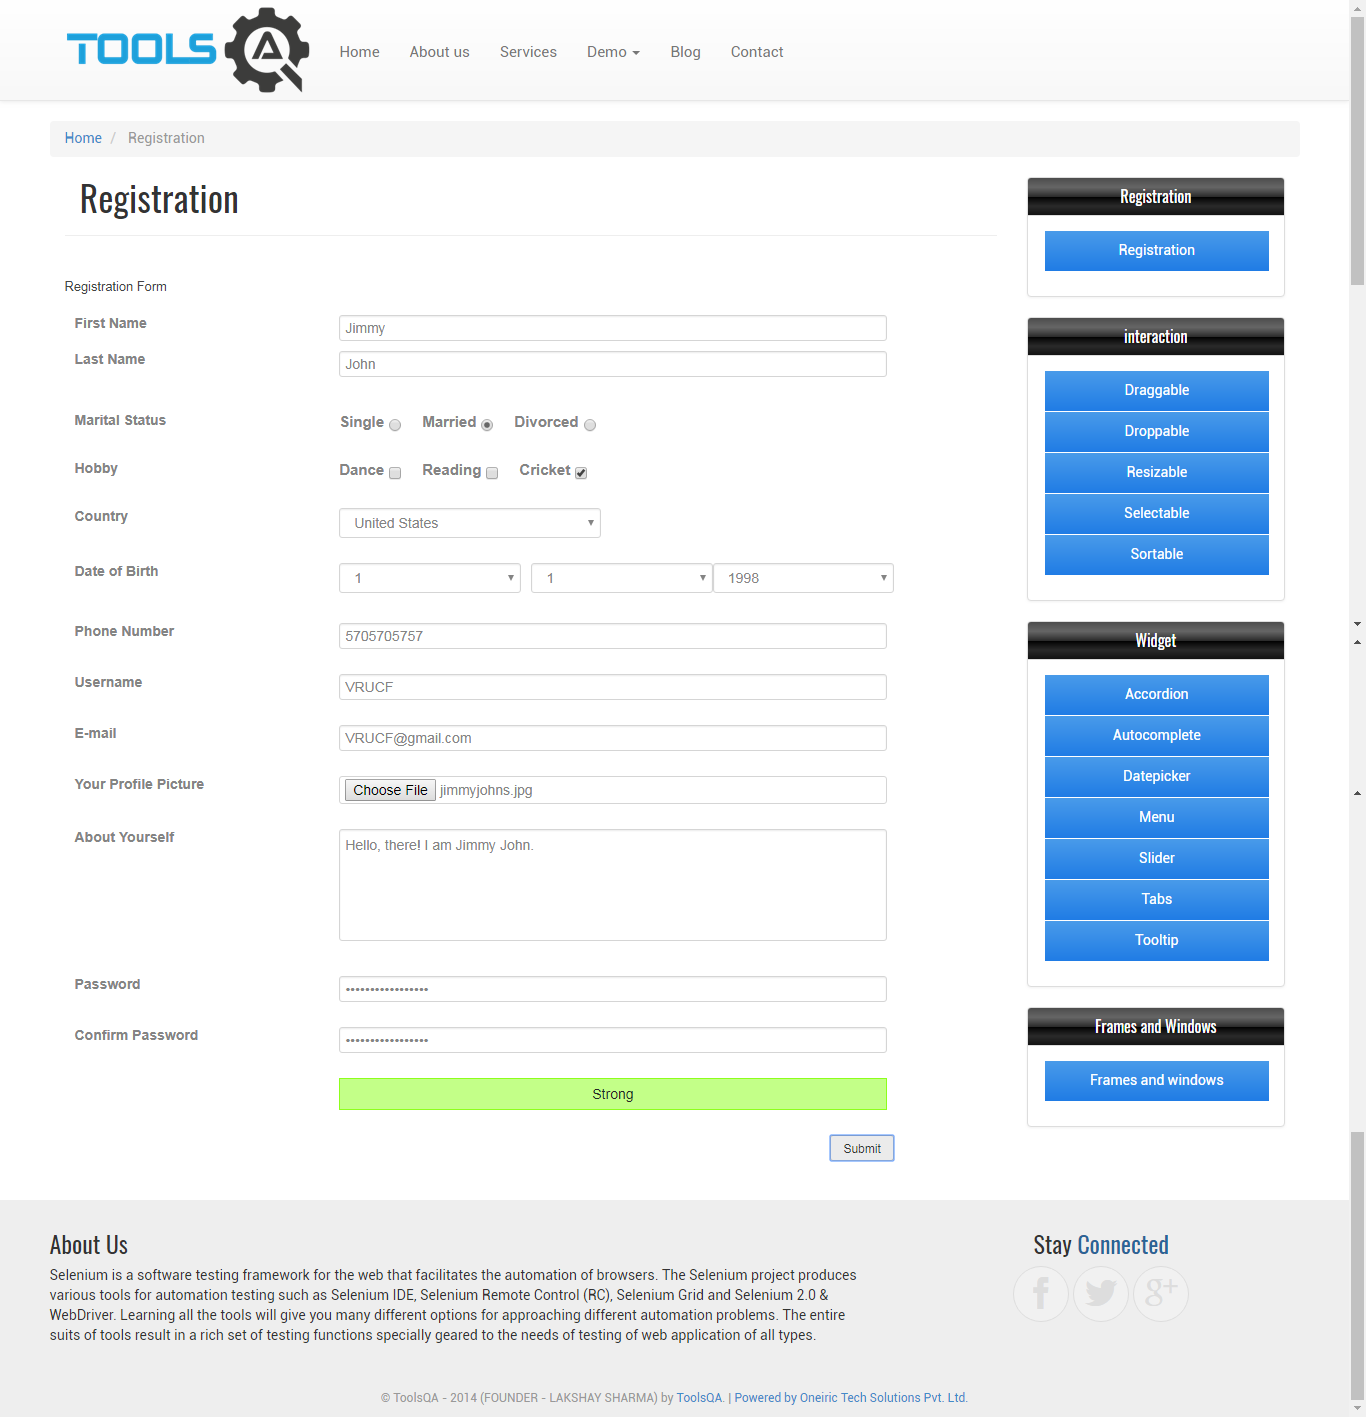 TOOLS QA
Home About us Services Demo Blog Contact
Home / Registration
Registration
Registration Form
First Name Jimmy
Last Name John
Marital Status Single Married Divorced
Hobby Dance Reading Cricket
Country United States
Date of Birth 1 1 1998
Phone Number 5705705757
Username VRUCF
E-mail VRUCF@gmail.com
Your Profile Picture Choose File jimmyjohns.jpg
About Yourself Hello, there! I am Jimmy John.
Password •••••••••••••••••
Confirm Password •••••••••••••••••
Strong
Submit
Registration
Registration
interaction
Draggable
Droppable
Resizable
Selectable
Sortable
Widget
Accordion
Autocomplete
Datepicker
Menu
Slider
Tabs
Tooltip
Frames and Windows
Frames and windows
About Us
Selenium is a software testing framework for the web that facilitates the automation of browsers. The Selenium project produces
various tools for automation testing such as Selenium IDE, Selenium Remote Control (RC), Selenium Grid and Selenium 2.0 &
WebDriver. Learning all the tools will give you many different options for approaching different automation problems. The entire
suits of tools result in a rich set of testing functions specially geared to the needs of testing of web application of all types.
Stay Connected
f g+
© ToolsQA - 2014 (FOUNDER - LAKSHAY SHARMA) by ToolsQA. | Powered by Oneiric Tech Solutions Pvt. Ltd.